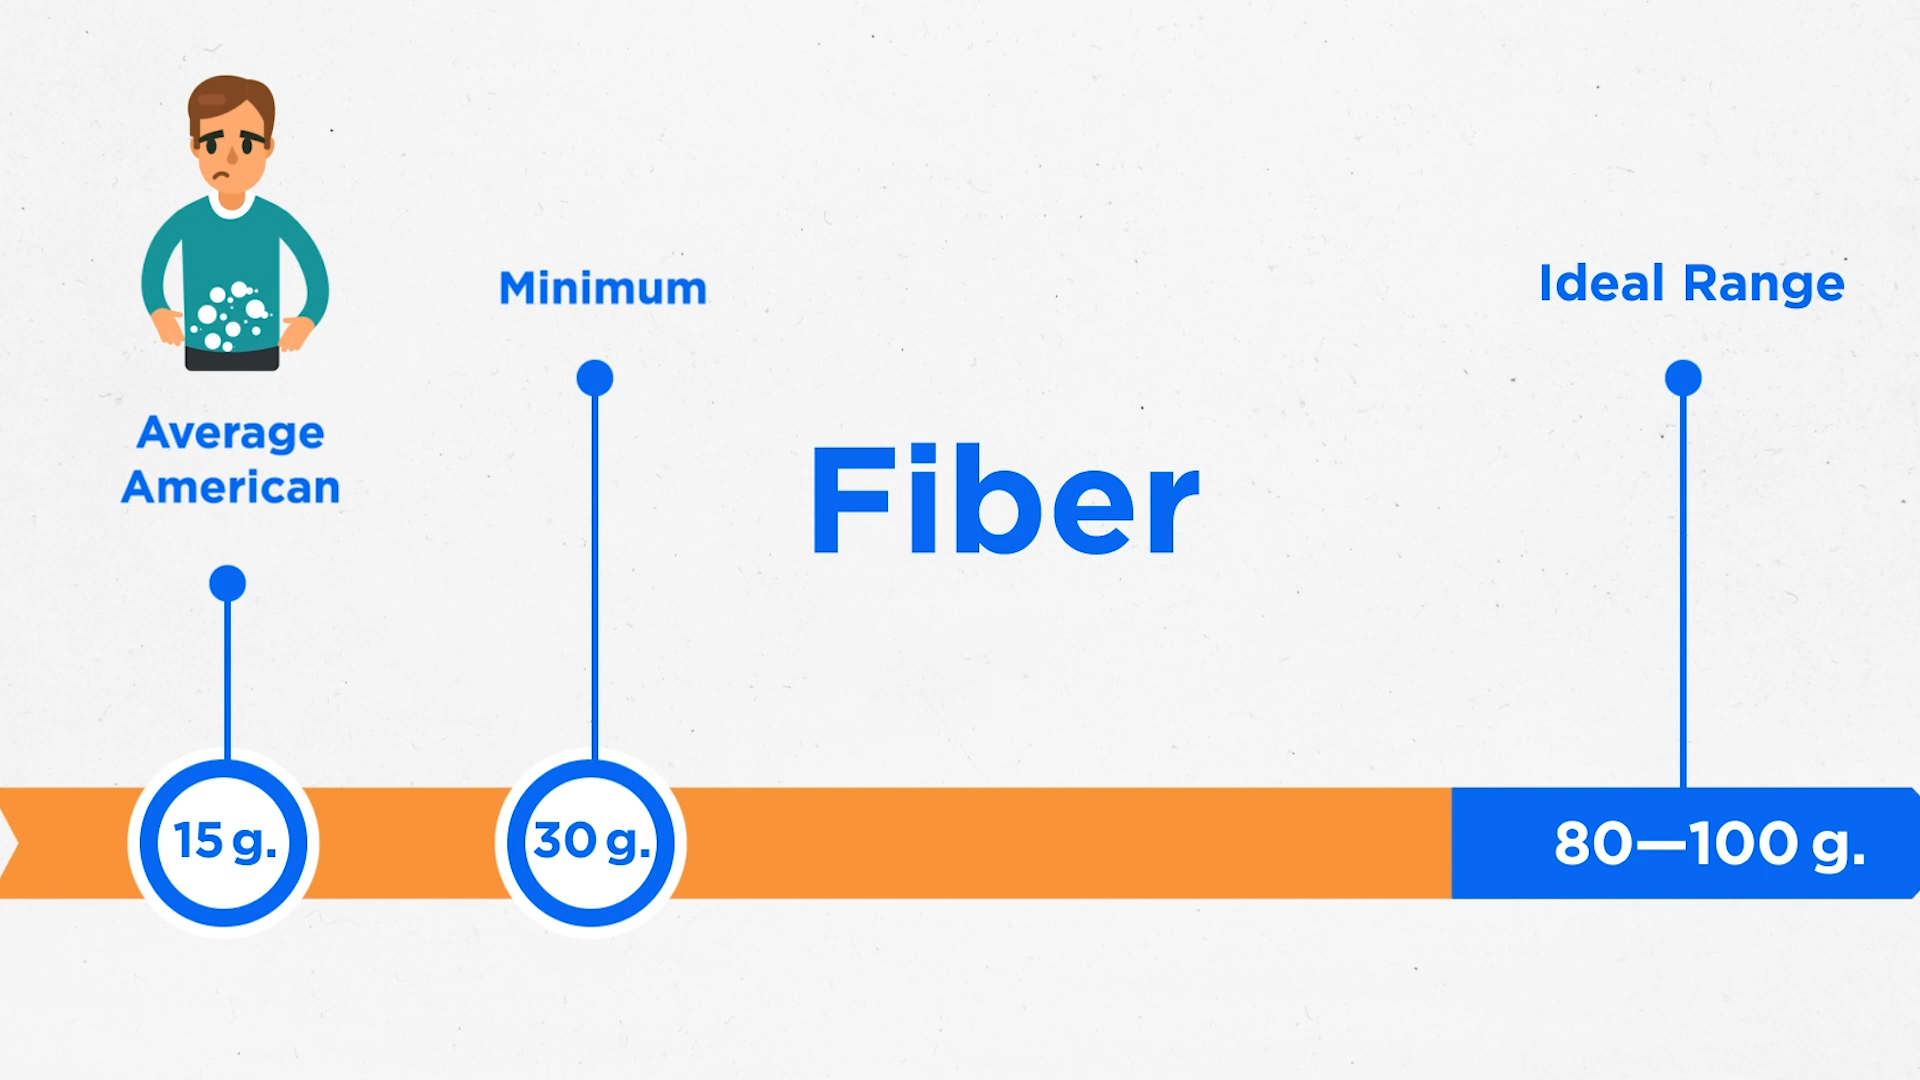 Average
American
Minimum
Fiber
Ideal Range
15 g.
30 g.
80—100 g.